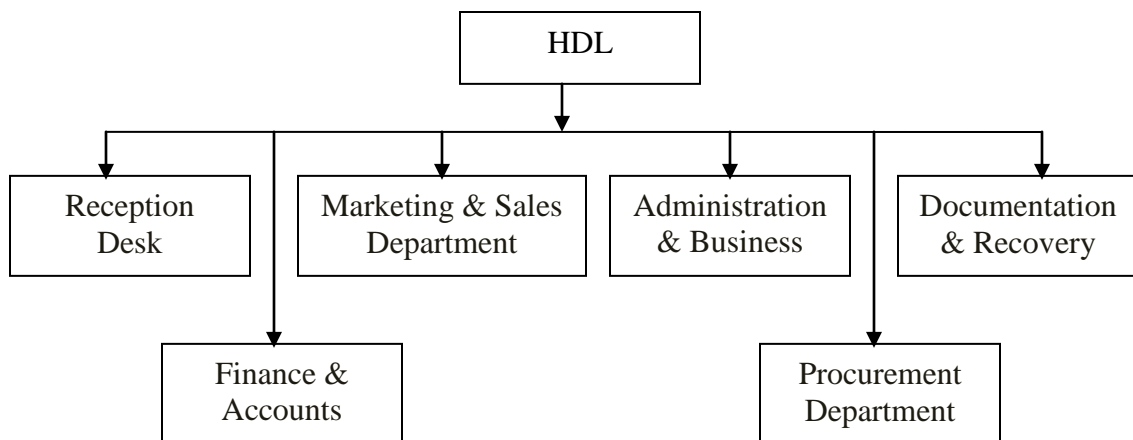 HDL
Reception
Desk
Marketing & Sales
Department
Administration
& Business
Documentation
& Recovery
Finance &
Accounts
Procurement
Department